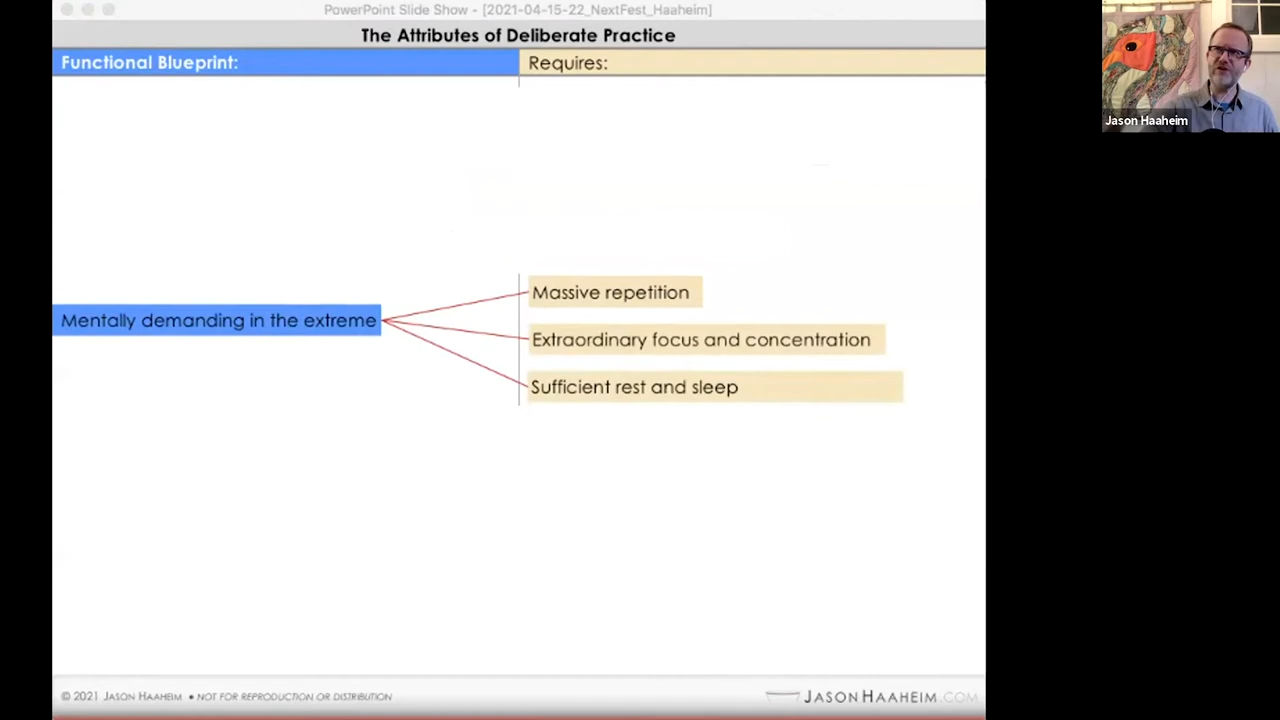 PowerPoint Slide Show - [2021-04-15-22_NextFest_Haaheim]
The Attributes of Deliberate Practice
Functional Blueprint:
Requires:
Jason Haaheim
Massive repetition
Mentally demanding in the extreme
Extraordinary focus and concentration
Sufficient rest and sleep
© 2021 JASON HAAHEIM • NOT FOR REPRODUCTION OR DISTRIBUTION
JASONHAAHEIM.COM